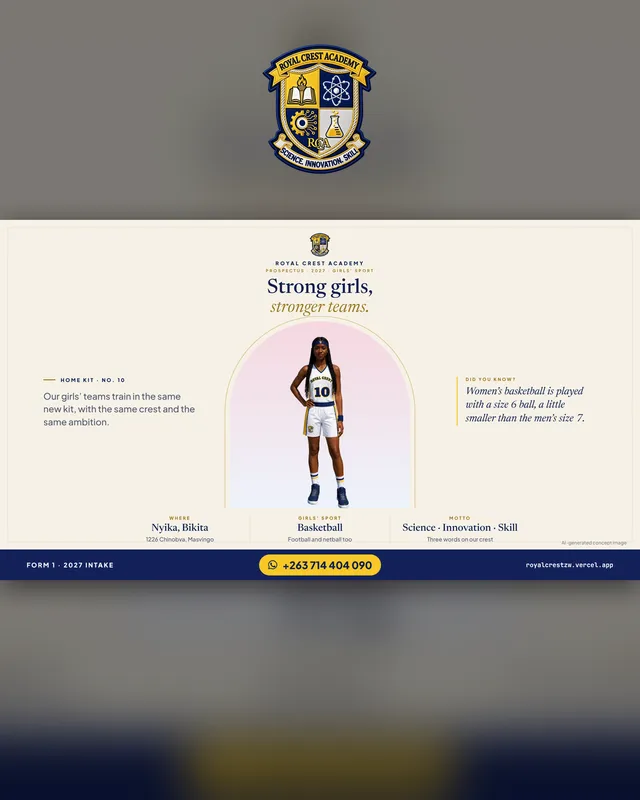 ROYAL CREST ACADEMY
RCA
SCIENCE. INNOVATION. SKILL
ROYAL CREST ACADEMY
PROSPECTUS · 2027 · GIRLS' SPORT
Strong girls,
stronger teams.
HOME KIT · NO. 10
Our girls' teams train in the same
new kit, with the same crest and the
same ambition.
ROYAL CREST
10
DID YOU KNOW?
Women's basketball is played
with a size 6 ball, a little
smaller than the men's size 7.
WHERE
Nyika, Bikita
1226 Chinobva, Masvingo
GIRLS' SPORT
Basketball
Football and netball too
MOTTO
Science · Innovation · Skill
Three words on our crest
AI-generated concept image
FORM 1 · 2027 INTAKE
+263 714 404 090
royalcrestzw.vercel.app